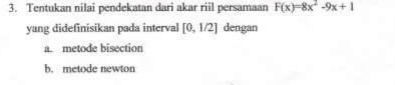 3. Tentukan nilai pendekatan dari akar riil persamaan F(x)=8x² -9x + 1
yang didefinisikan pada interval [0, 1/2] dengan
a. metode bisection
b. metode newton